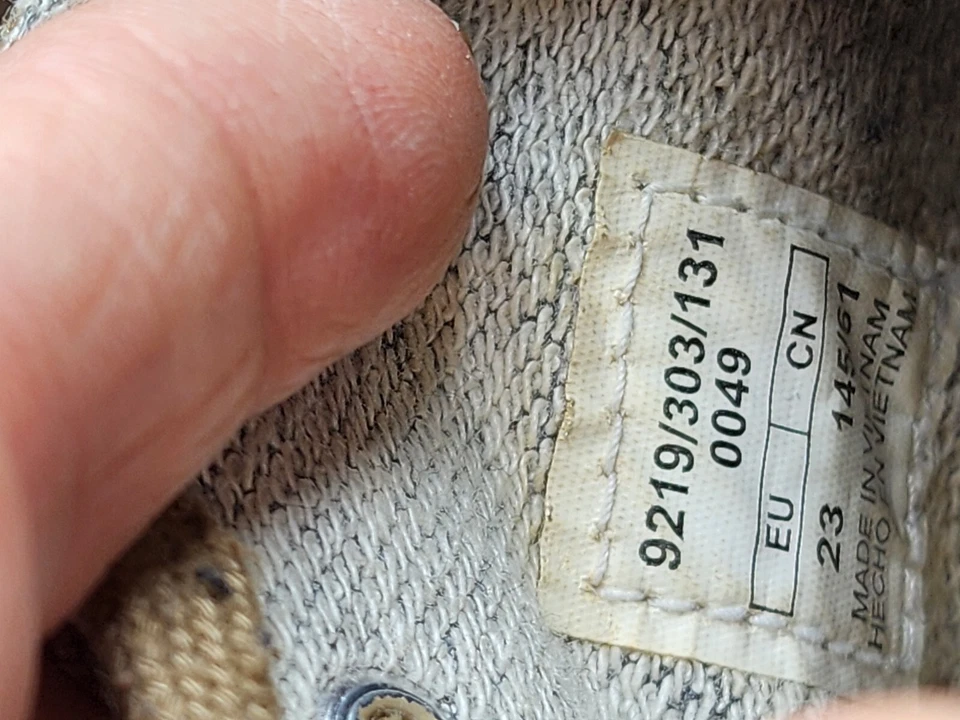 9219/303/131
0049
EU CN
23 145/61
MADE IN VIETNAM
HECHO EN VIETNAM